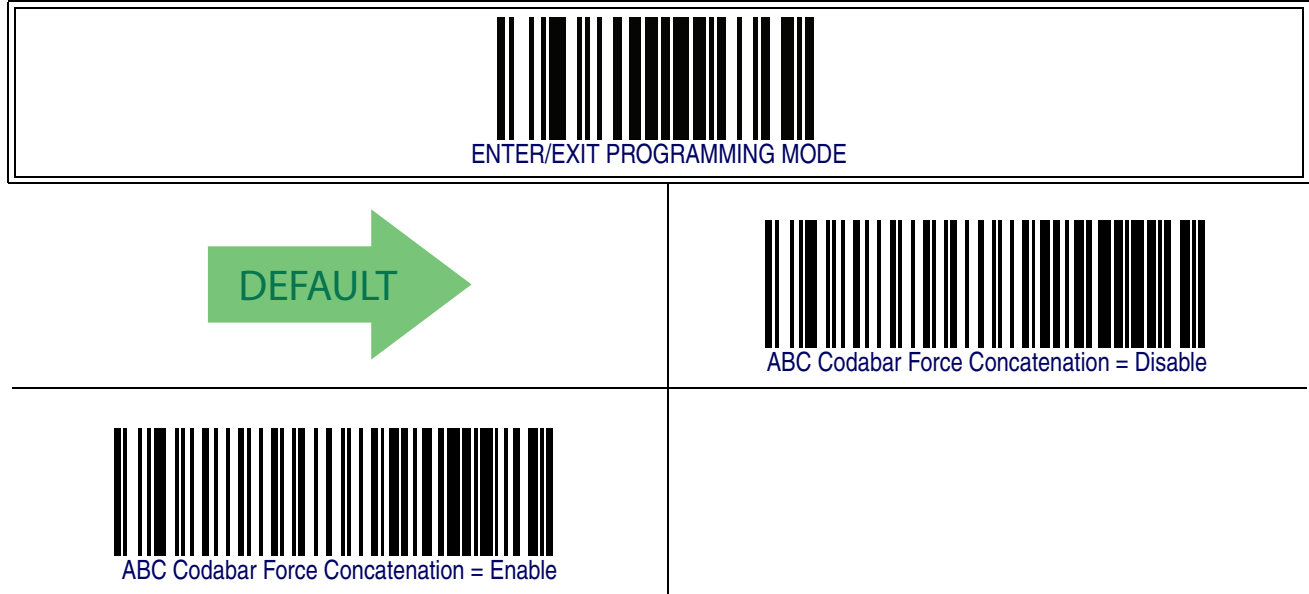 ENTER/EXIT PROGRAMMING MODE
DEFAULT
ABC Codabar Force Concatenation = Disable
ABC Codabar Force Concatenation = Enable